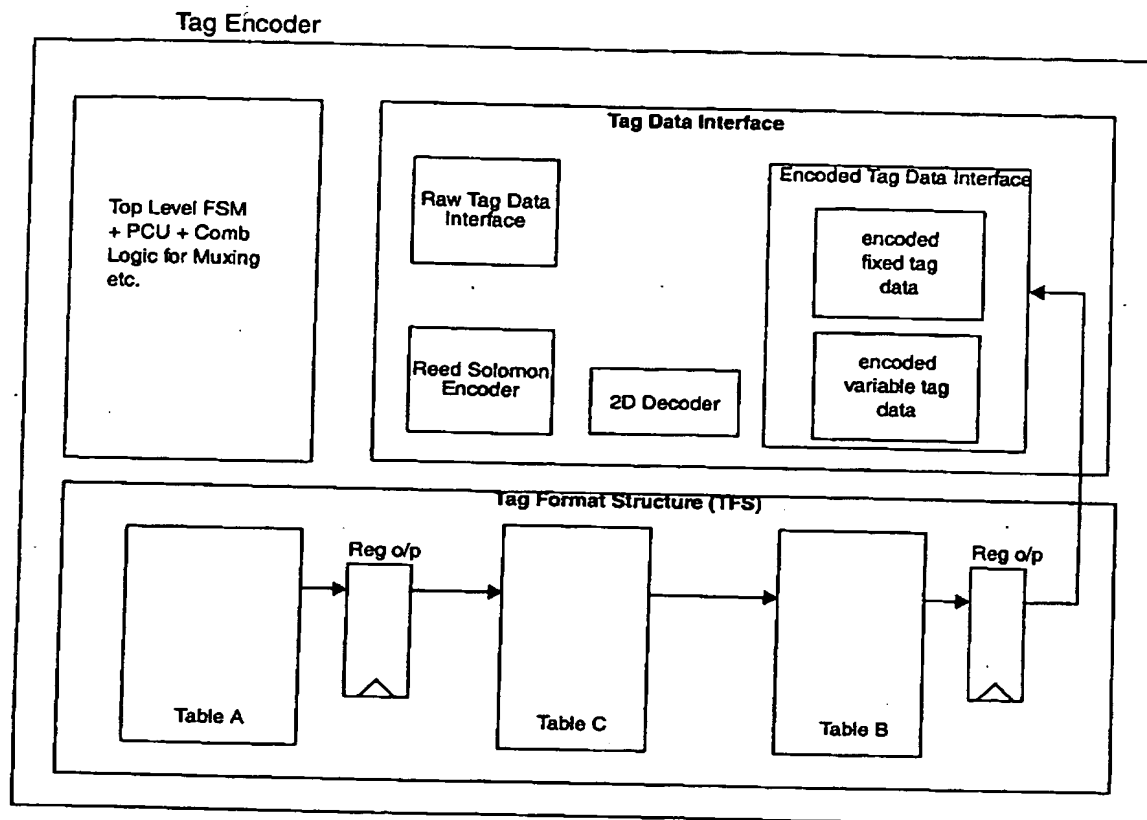 Tag Encoder
Top Level FSM
+ PCU + Comb
Logic for Muxing
etc.
Tag Data Interface
Raw Tag Data
Interface
Reed Solomon
Encoder
2D Decoder
Encoded Tag Data Interface
encoded
fixed tag
data
encoded
variable tag
data
Tag Format Structure (TFS)
Table A
Reg o/p
Table C
Table B
Reg o/p